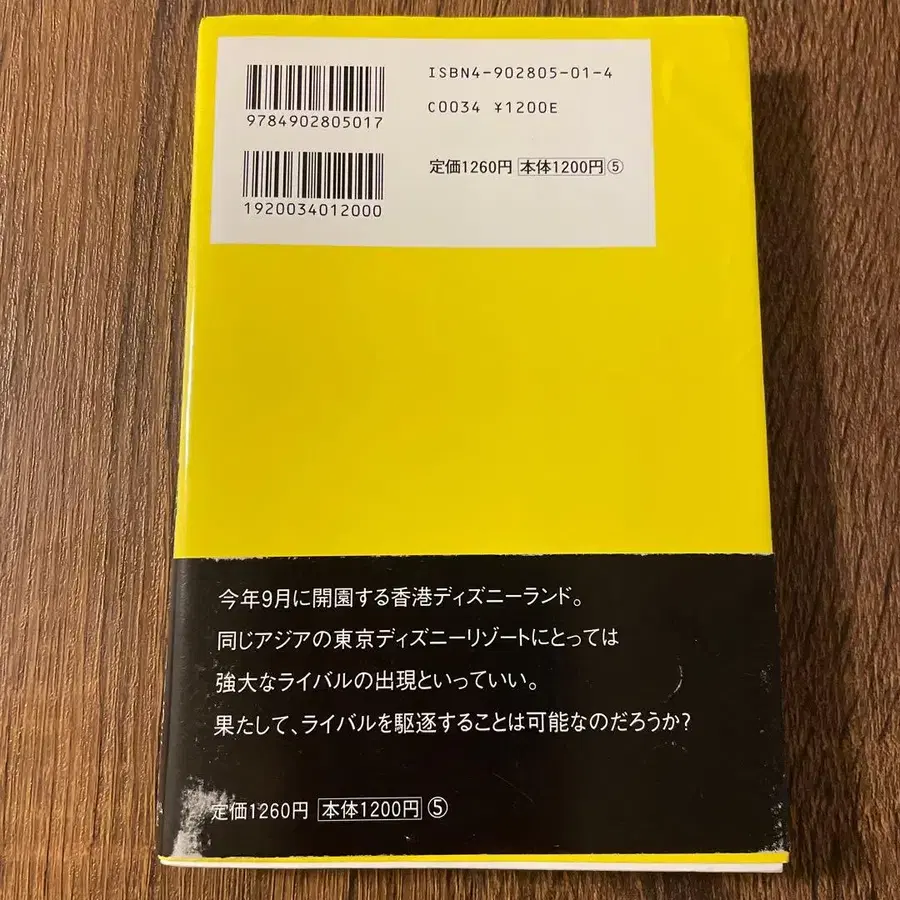 ISBN4-902805-01-4
9784902805017
C0034 ¥1200E
定価1260円 本体1200円⑤
1920034012000
今年9月に開園する香港ディズニーランド。
同じアジアの東京ディズニーリゾートにとっては
強大なライバルの出現といっていい。
果たして、ライバルを駆逐することは可能なのだろうか?
定価1260円 本体1200円⑤